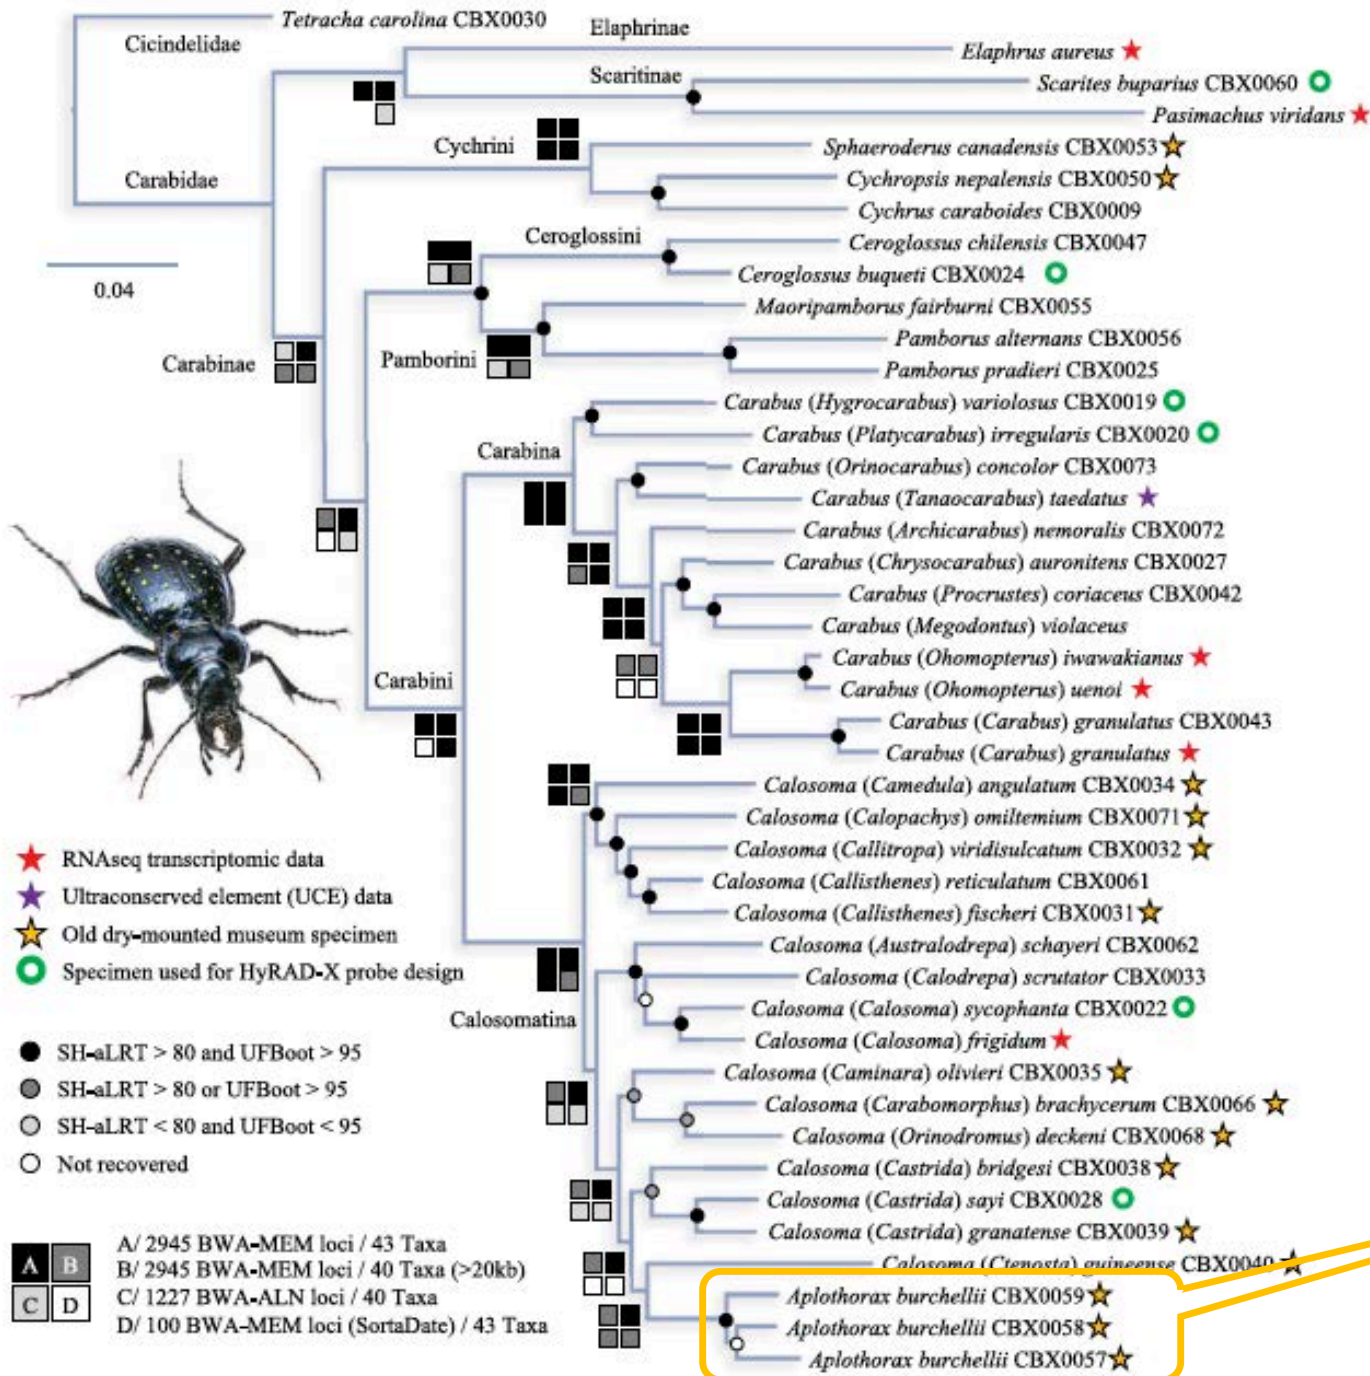 Tetracha carolina CBX0030
Cicindelidae
Elaphrinae
Elaphrus aureus
Scaritinae
Scarites buparius CBX0060
Pasimachus viridans
Cychrini
Sphaeroderus canadensis CBX0053
Carabidae
Cychropsis nepalensis CBX0050
Cychrus caraboides CBX0009
Ceroglossini
Ceroglossus chilensis CBX0047
Ceroglossus buqueti CBX0024
0.04
Maoripamborus fairburni CBX0055
Pamborus alternans CBX0056
Carabinae
Pamborini
Pamborus pradieri CBX0025
Carabus (Hygrocarabus) variolosus CBX0019
Carabus (Platycarabus) irregularis CBX0020
Carabina
Carabus (Orinocarabus) concolor CBX0073
Carabus (Tanaocarabus) taedatus
Carabus (Archicarabus) nemoralis CBX0072
Carabus (Chrysocarabus) auronitens CBX0027
Carabus (Procrustes) coriaceus CBX0042
Carabus (Megodontus) violaceus
Carabus (Ohomopterus) iwawakianus
Carabini
Carabus (Ohomopterus) uenoi
Carabus (Carabus) granulatus CBX0043
Carabus (Carabus) granulatus
Calosoma (Camedula) angulatum CBX0034
Calosoma (Calopachys) omiltemium CBX0071
Calosoma (Callitropa) viridisulcatum CBX0032
Calosoma (Callisthenes) reticulatum CBX0061
Calosoma (Callisthenes) fischeri CBX0031
Calosoma (Australodrepa) schayeri CBX0062
Calosoma (Calodrepa) scrutator CBX0033
Calosoma (Calosoma) sycophanta CBX0022
Calosomatina
Calosoma (Calosoma) frigidum
Calosoma (Caminara) olivieri CBX0035
Calosoma (Carabomorphus) brachycerum CBX0066
Calosoma (Orinodromus) deckeni CBX0068
Calosoma (Castrida) bridgesi CBX0038
Calosoma (Castrida) sayi CBX0028
Calosoma (Castrida) granatense CBX0039
Calosoma (Ctenosta) guineense CBX0040
Aplothorax burchellii CBX0059
Aplothorax burchellii CBX0058
Aplothorax burchellii CBX0057
RNAseq transcriptomic data
Ultraconserved element (UCE) data
Old dry-mounted museum specimen
Specimen used for HyRAD-X probe design
SH-aLRT > 80 and UFBoot > 95
SH-aLRT > 80 or UFBoot > 95
SH-aLRT < 80 and UFBoot < 95
Not recovered
A B
C D
A/ 2945 BWA-MEM loci / 43 Taxa
B/ 2945 BWA-MEM loci / 40 Taxa (>20kb)
C/ 1227 BWA-ALN loci / 40 Taxa
D/ 100 BWA-MEM loci (SortaDate) / 43 Taxa